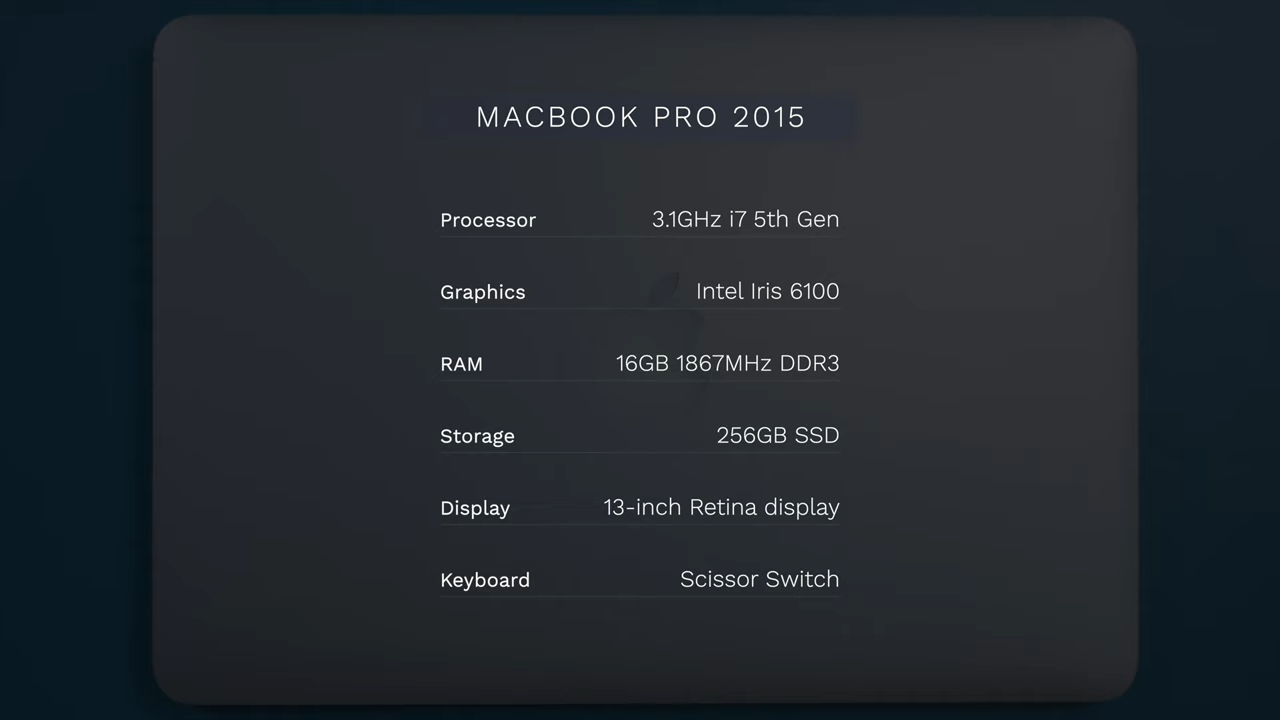 MACBOOK PRO 2015
Processor 3.1GHz i7 5th Gen
Graphics Intel Iris 6100
RAM 16GB 1867MHz DDR3
Storage 256GB SSD
Display 13-inch Retina display
Keyboard Scissor Switch